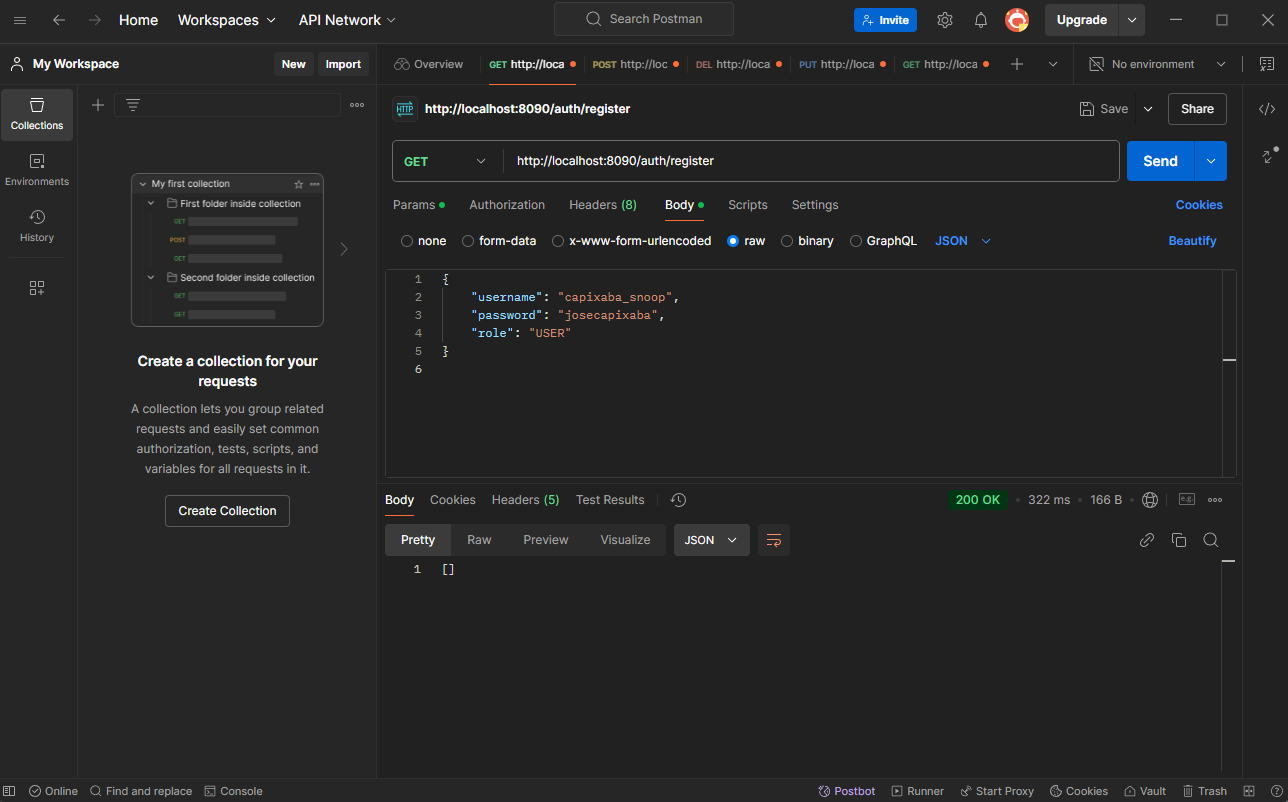 Home Workspaces API Network Search Postman Invite Upgrade
My Workspace New Import Overview GET http://loca POST http://loc DEL http://loca PUT http://loca GET http://loca No environment
Collections
Environments
History
My first collection
First folder inside collection
GET
POST
GET
Second folder inside collection
GET
GET
Create a collection for your
requests
A collection lets you group related
requests and easily set common
authorization, tests, scripts, and
variables for all requests in it.
Create Collection
HTTP http://localhost:8090/auth/register Save Share
GET http://localhost:8090/auth/register Send
Params Authorization Headers (8) Body Scripts Settings Cookies
none form-data x-www-form-urlencoded raw binary GraphQL JSON Beautify
1 {
2 "username": "capixaba_snoop",
3 "password": "josecapixaba",
4 "role": "USER"
5 }
6
Body Cookies Headers (5) Test Results 200 OK 322 ms 166 B e.g.
Pretty Raw Preview Visualize JSON
1 []
Online Find and replace Console Postbot Runner Start Proxy Cookies Vault Trash